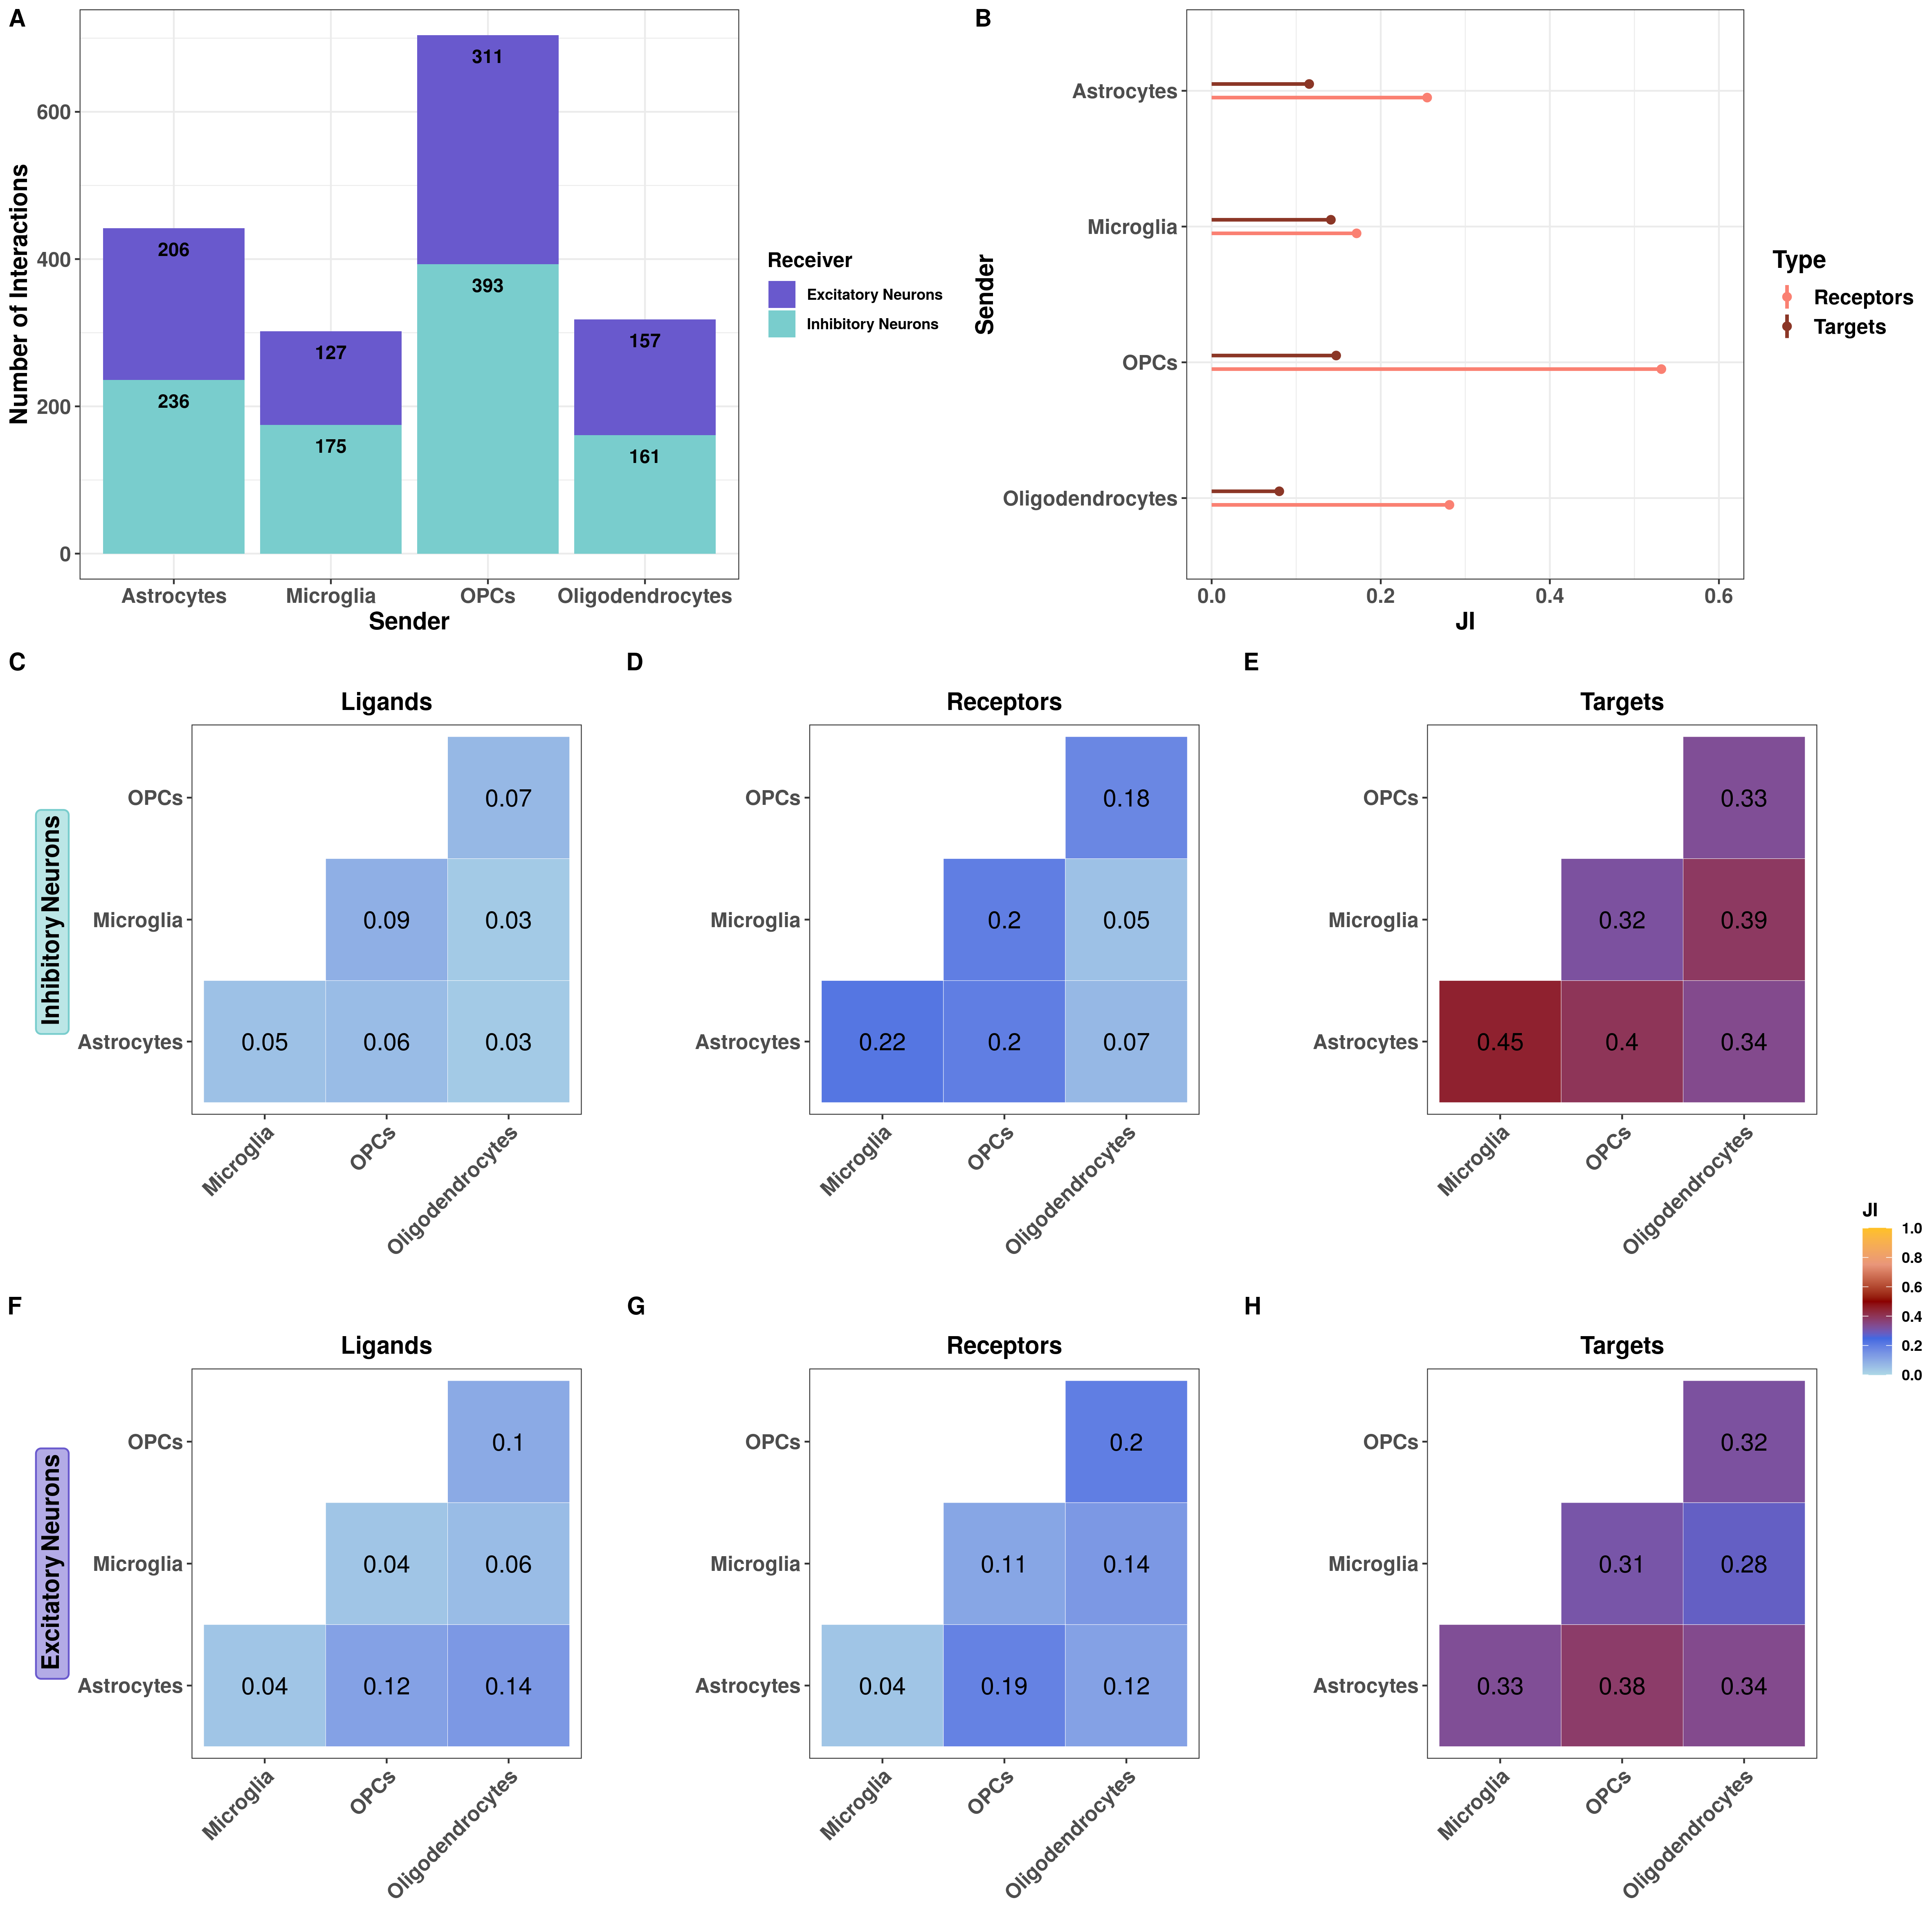 A
Number of Interactions
600
400
200
0
311
206
393
127
157
236
175
161
Astrocytes
Microglia
OPCs
Oligodendrocytes
Sender
Receiver
Excitatory Neurons
Inhibitory Neurons
B
Sender
Astrocytes
Microglia
OPCs
Oligodendrocytes
0.0
0.2
0.4
0.6
JI
Type
Receptors
Targets
C
Ligands
Inhibitory Neurons
OPCs
0.07
Microglia
0.09
0.03
Astrocytes
0.05
0.06
0.03
Microglia
OPCs
Oligodendrocytes
D
Receptors
OPCs
0.18
Microglia
0.2
0.05
Astrocytes
0.22
0.2
0.07
Microglia
OPCs
Oligodendrocytes
E
Targets
OPCs
0.33
Microglia
0.32
0.39
Astrocytes
0.45
0.4
0.34
Microglia
OPCs
Oligodendrocytes
JI
1.0
0.8
0.6
0.4
0.2
0.0
F
Ligands
Excitatory Neurons
OPCs
0.1
Microglia
0.04
0.06
Astrocytes
0.04
0.12
0.14
Microglia
OPCs
Oligodendrocytes
G
Receptors
OPCs
0.2
Microglia
0.11
0.14
Astrocytes
0.04
0.19
0.12
Microglia
OPCs
Oligodendrocytes
H
Targets
OPCs
0.32
Microglia
0.31
0.28
Astrocytes
0.33
0.38
0.34
Microglia
OPCs
Oligodendrocytes